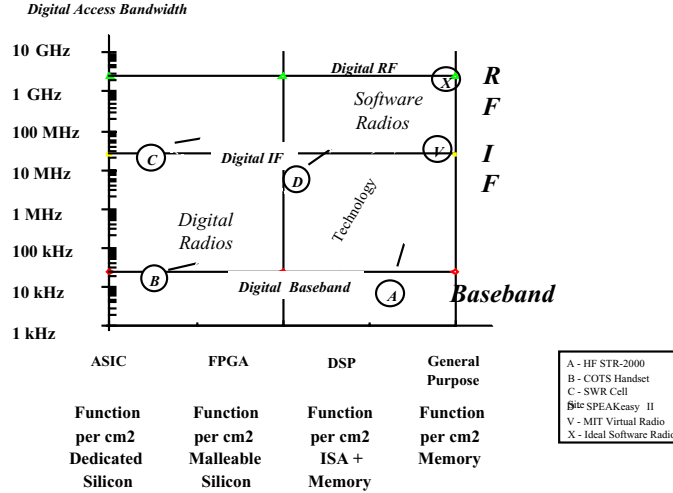 Digital Access Bandwidth
10 GHz
1 GHz
100 MHz
10 MHz
1 MHz
100 kHz
10 kHz
1 kHz
Digital RF
X
R
F
Software
Radios
C
Digital IF
D
V
I
F
Technology
Digital
Radios
B
Digital Baseband
A
Baseband
ASIC
FPGA
DSP
General
Purpose
Function
per cm2
Dedicated
Silicon
Function
per cm2
Malleable
Silicon
Function
per cm2
ISA +
Memory
Function
per cm2
Memory
A - HF STR-2000
B - COTS Handset
C - SWR Cell
Site
D - SPEAKeasy II
V - MIT Virtual Radio
X - Ideal Software Radio